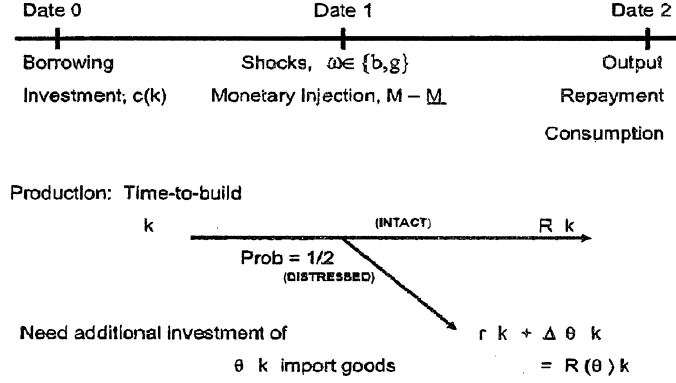 Date 0 Date 1 Date 2
Borrowing Shocks, ω∈ {b,g} Output
Investment, c(k) Monetary Injection, M – M Repayment
Consumption
Production: Time-to-build
k (INTACT) R k
Prob = 1/2
(DISTRESSED)
Need additional investment of r k + Δ θ k
θ k import goods = R (θ) k